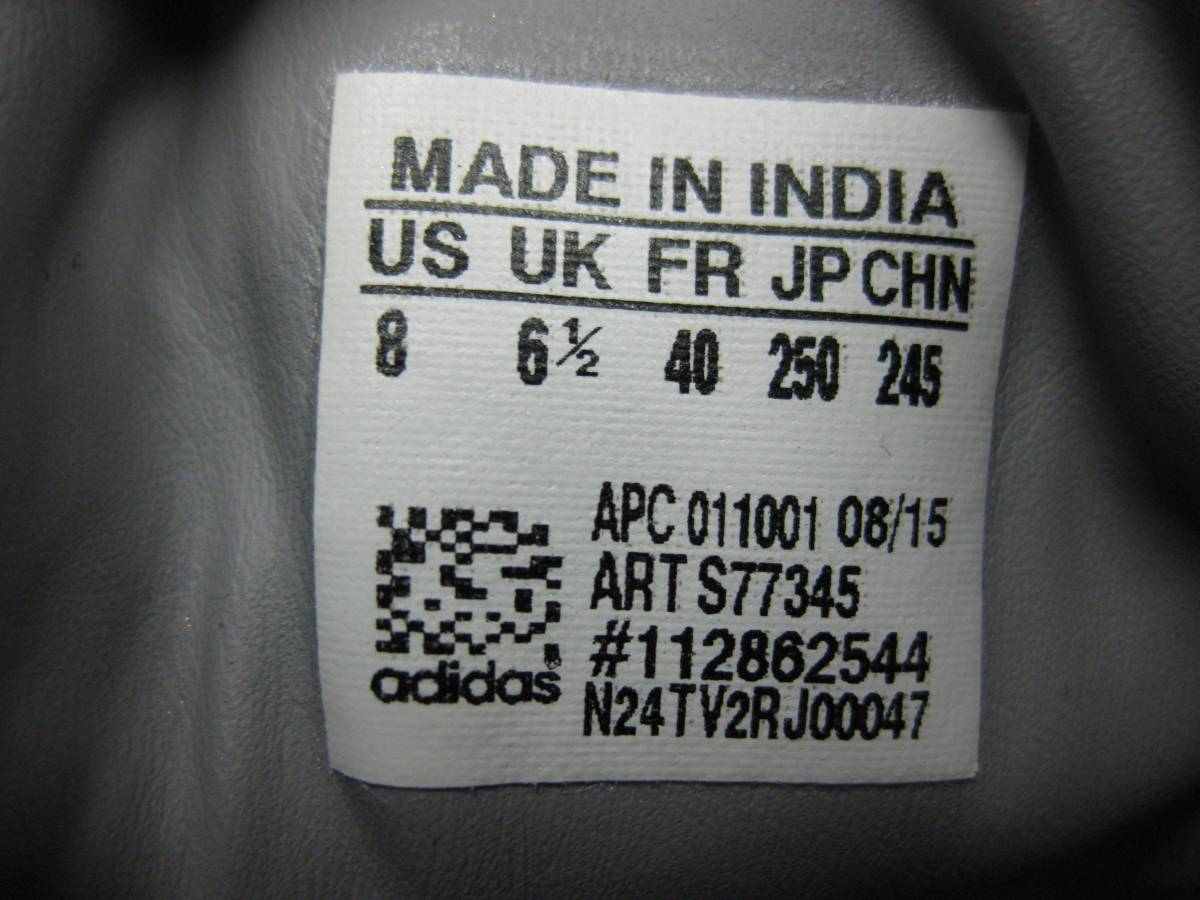 MADE IN INDIA
US UK FR JP CHN
8 6½ 40 250 245
APC 011001 08/15
ART S77345
#112862544
adidas
N24TV2RJ00047